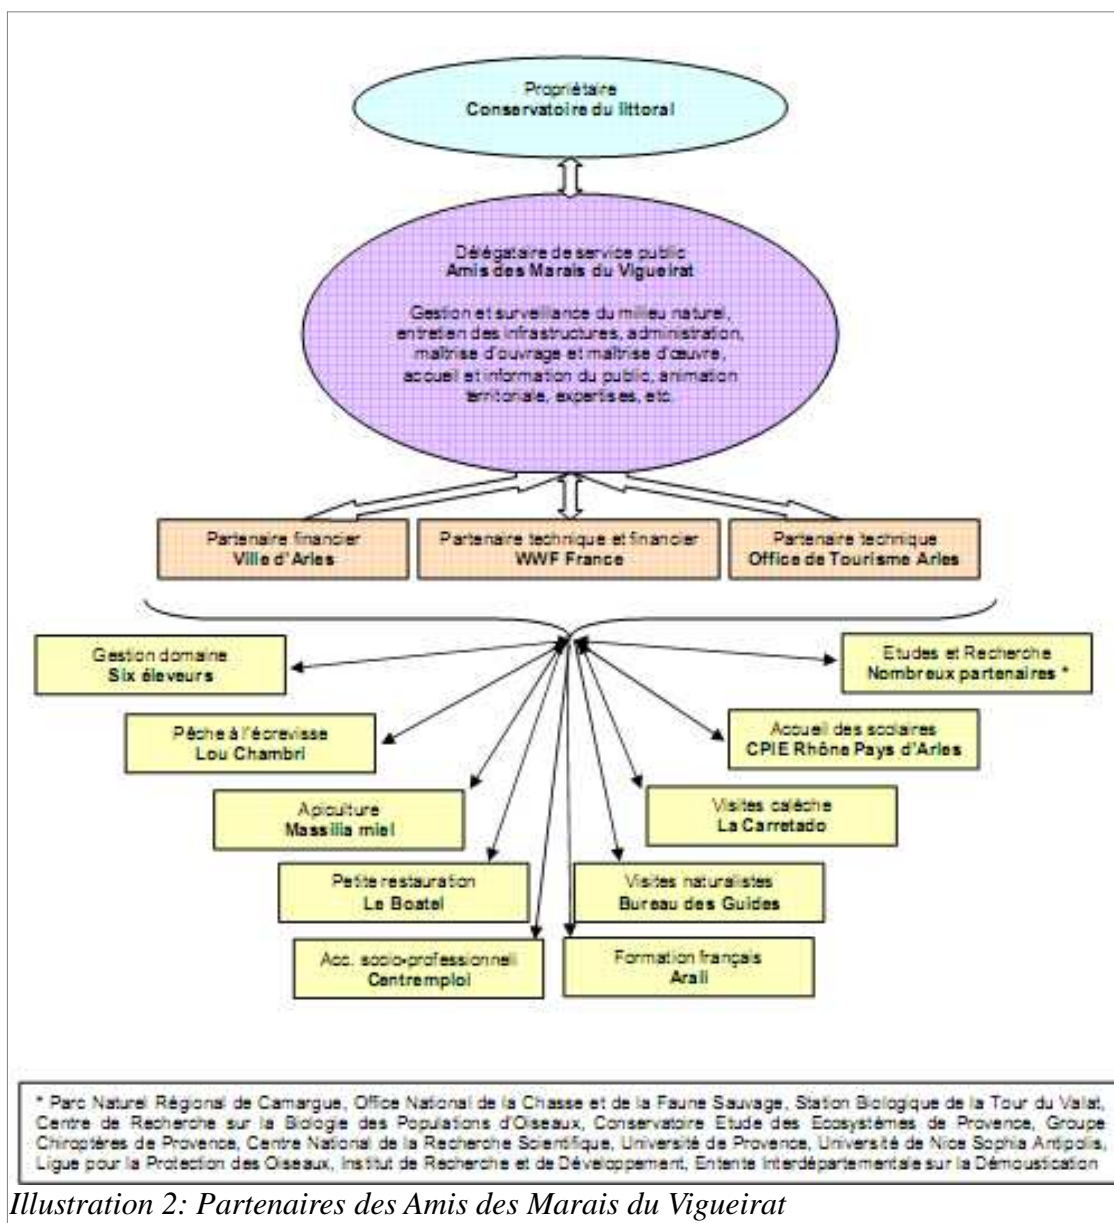 Propriétaire
Conservatoire du littoral
Délégataire de service public
Amis des Marais du Vigueirat
Gestion et surveillance du milieu naturel,
entretien des infrastructures, administration,
maîtrise d'ouvrage et maîtrise d'œuvre,
accueil et information du public, animation
territoriale, expertises, etc.
Partenaire financier
Ville d'Arles
Partenaire technique et financier
WWF France
Partenaire technique
Office de Tourisme Arles
Gestion domaine
Six éleveurs
Etudes et Recherche
Nombreux partenaires *
Pêche à l'écrevisse
Lou Chambri
Accueil des scolaires
CPIE Rhône Pays d'Arles
Apiculture
Massilia miel
Visites calèche
La Carretado
Petite restauration
Le Boatel
Visites naturalistes
Bureau des Guides
Acc. socio-professionnell
Centremploi
Formation français
Arall
* Parc Naturel Régional de Camargue, Office National de la Chasse et de la Faune Sauvage, Station Biologique de la Tour du Valat,
Centre de Recherche sur la Biologie des Populations d'Oiseaux, Conservatoire Etude des Ecosystèmes de Provence, Groupe
Chiroptères de Provence, Centre National de la Recherche Scientifique, Université de Provence, Université de Nice Sophia Antipolis,
Ligue pour la Protection des Oiseaux, Institut de Recherche et de Développement, Entente Interdépartementale sur la Démoustication
Illustration 2: Partenaires des Amis des Marais du Vigueirat